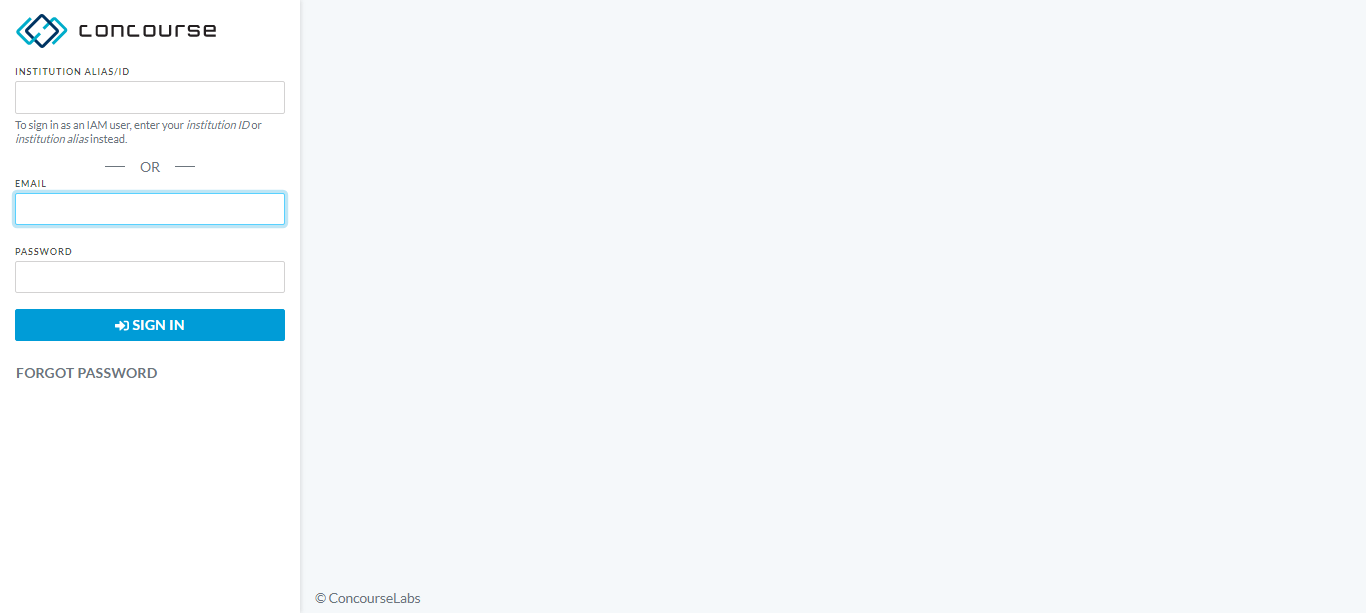 concourse
INSTITUTION ALIAS/ID
To sign in as an IAM user, enter your institution ID or
institution alias instead.
OR
EMAIL
PASSWORD
SIGN IN
FORGOT PASSWORD
© ConcourseLabs